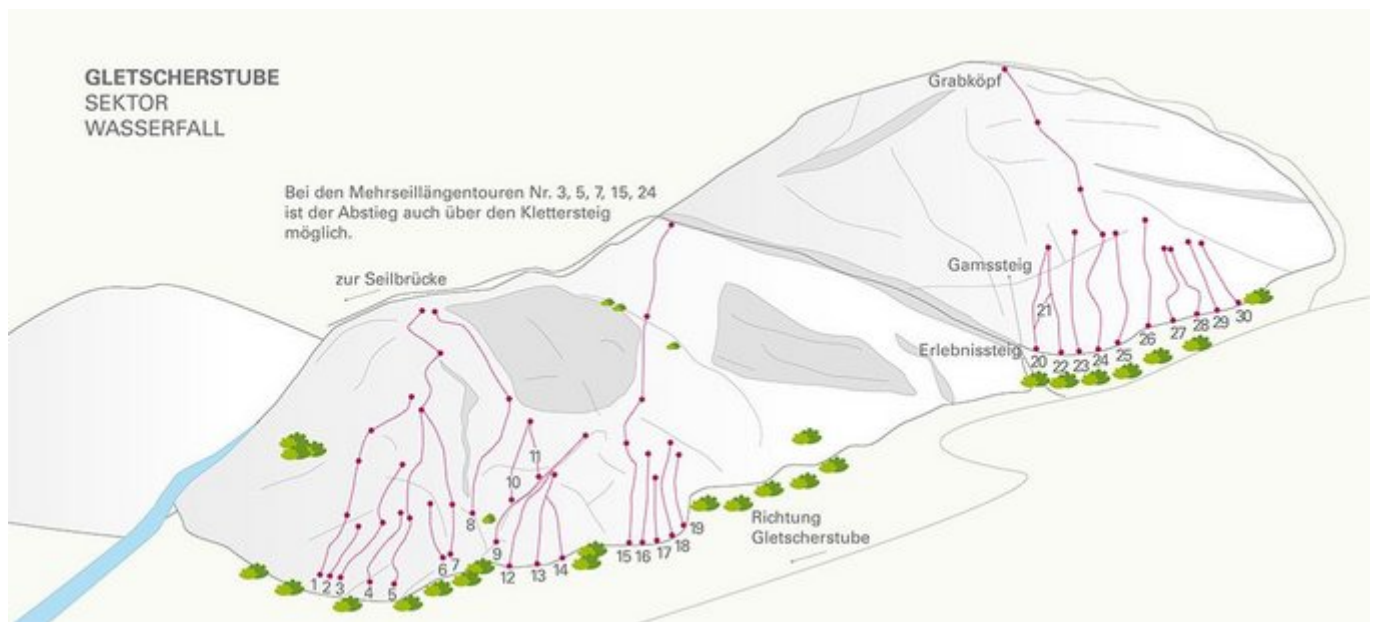 GLETSCHERSTUBE
SEKTOR
WASSERFALL
Grabköpf
Bei den Mehrseillängentouren Nr. 3, 5, 7, 15, 24
ist der Abstieg auch über den Klettersteig
möglich.
zur Seilbrücke
Gamssteig
Erlebnissteig
21
20
22
23
24
25
26
27
28
29
30
11
10
8
9
12
13
14
15
16
17
18
19
Richtung
Gletscherstube
1
2
3
4
5
6
7